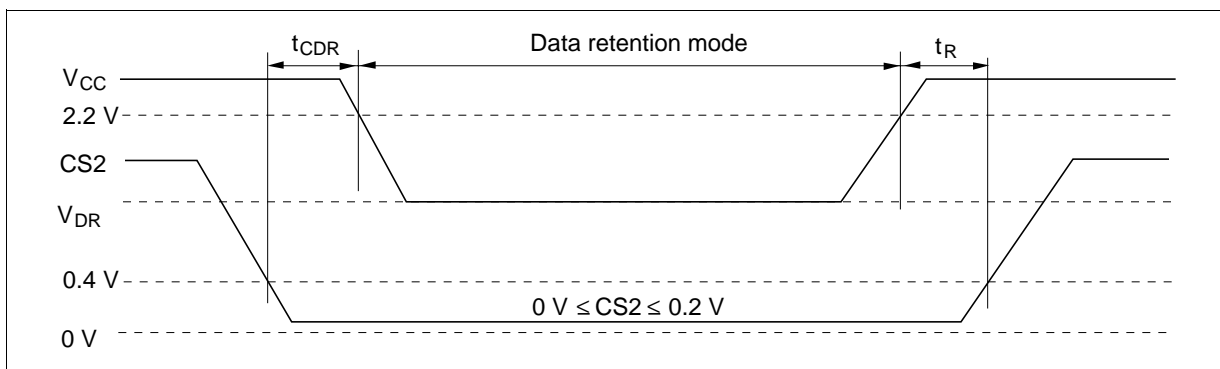 tCDR Data retention mode tR
VCC
2.2 V
CS2
VDR
0.4 V
0 V ≤ CS2 ≤ 0.2 V
0 V